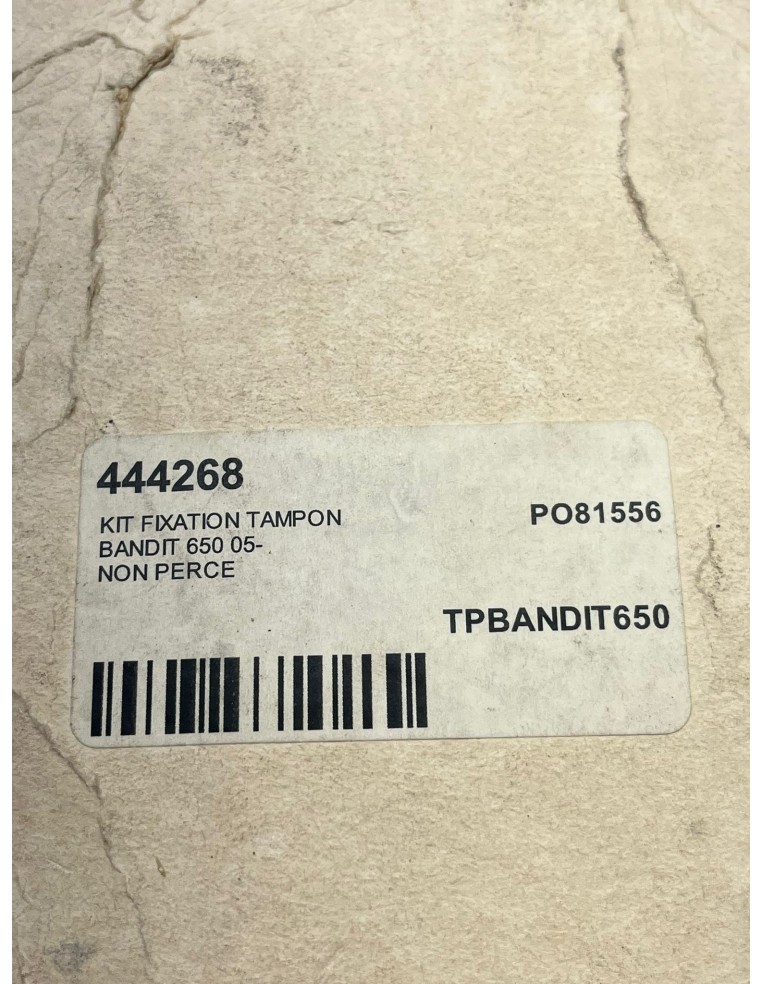 444268
KIT FIXATION TAMPON
BANDIT 650 05-
NON PERCE
PO81556
TPBANDIT650